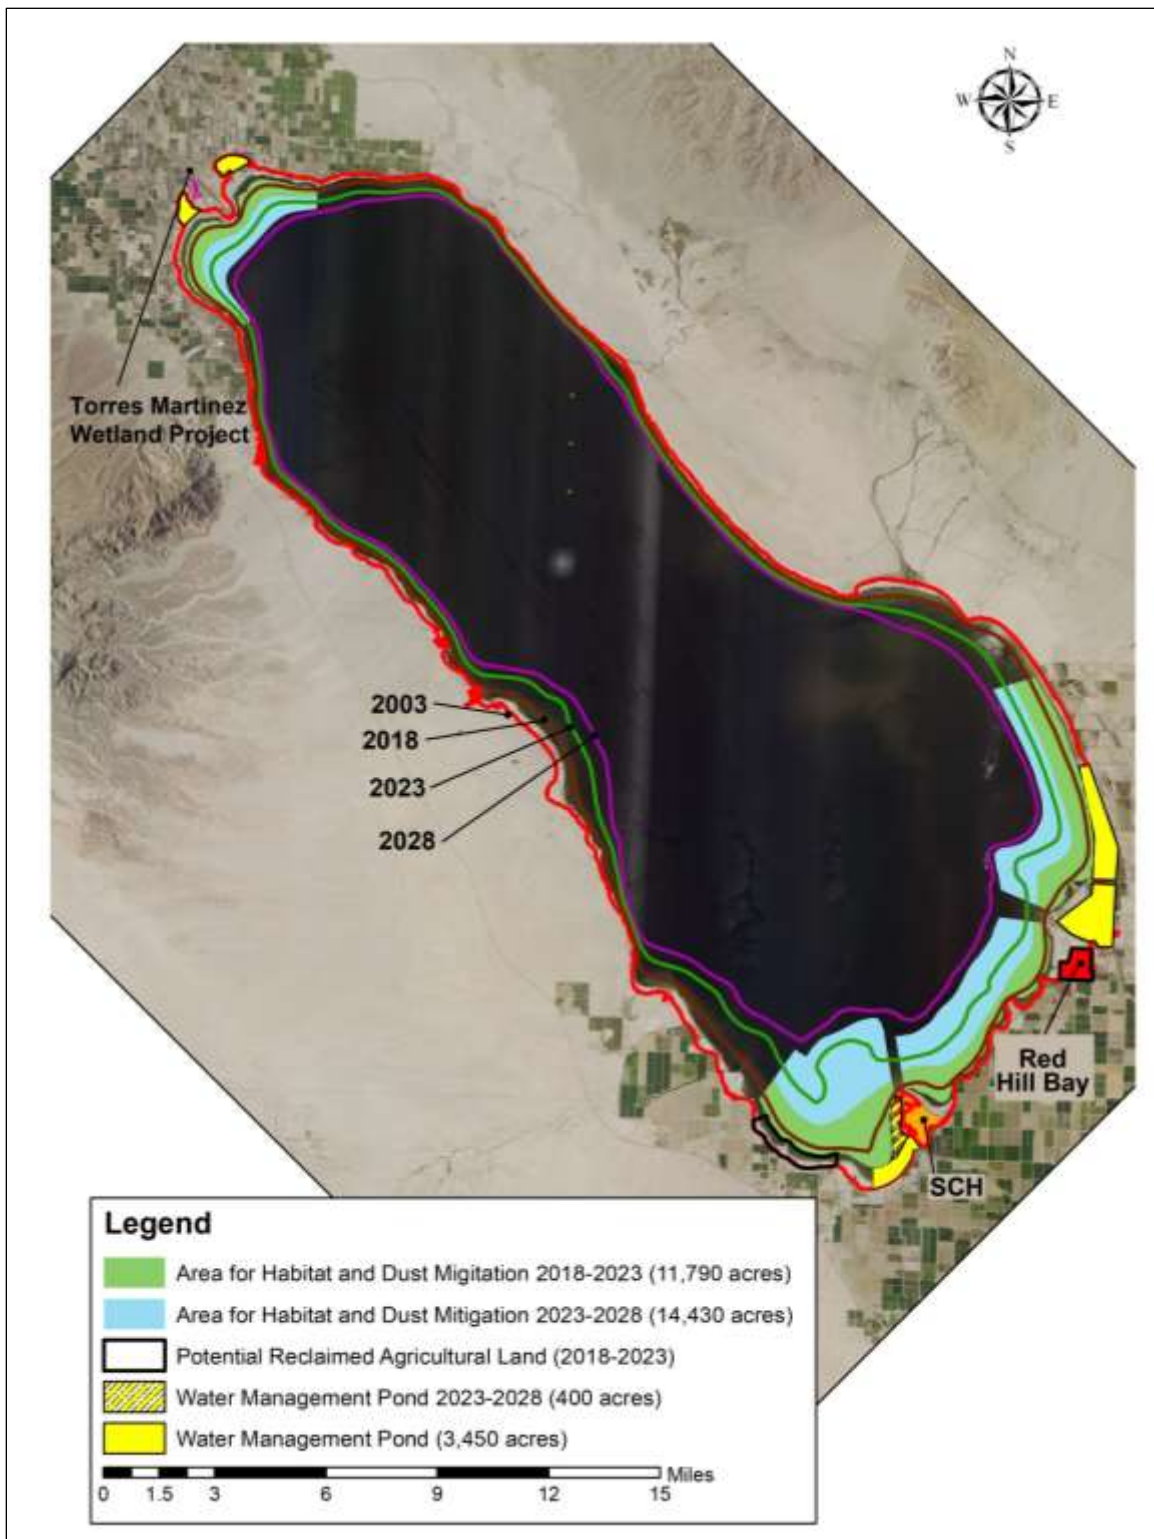 N
W E
S
Torres Martinez
Wetland Project
2003
2018
2023
2028
Red
Hill Bay
SCH
Legend
Area for Habitat and Dust Migitation 2018-2023 (11,790 acres)
Area for Habitat and Dust Mitigation 2023-2028 (14,430 acres)
Potential Reclaimed Agricultural Land (2018-2023)
Water Management Pond 2023-2028 (400 acres)
Water Management Pond (3,450 acres)
Miles
0 1.5 3 6 9 12 15